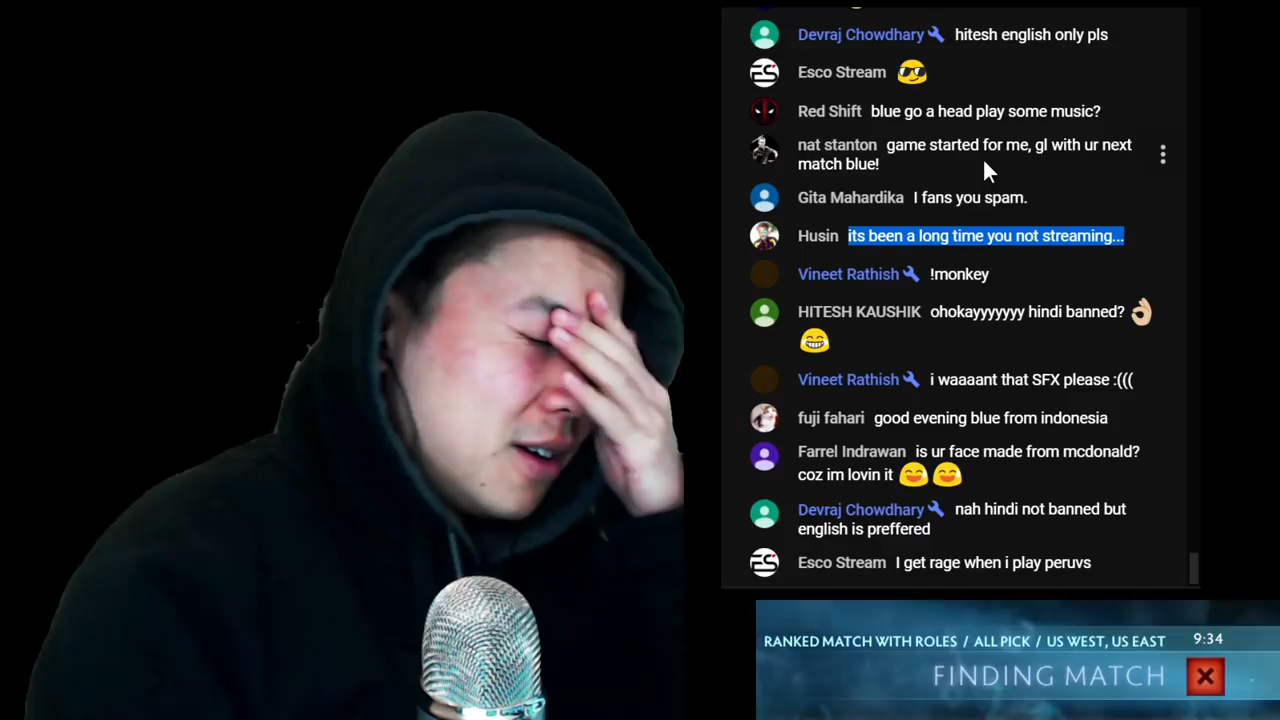 Devraj Chowdhary hitesh english only pls
Esco Stream 😎
Red Shift blue go a head play some music?
nat stanton game started for me, gl with ur next
match blue!
Gita Mahardika I fans you spam.
Husin its been a long time you not streaming...
Vineet Rathish !monkey
HITESH KAUSHIK ohokayyyyyyy hindi banned? 👌🏼
😂
Vineet Rathish i waaaant that SFX please :(((
fuji fahari good evening blue from indonesia
Farrel Indrawan is ur face made from mcdonald?
coz im lovin it 😄 😅
Devraj Chowdhary nah hindi not banned but
english is preffered
ES
Esco Stream I get rage when i play peruvs
RANKED MATCH WITH ROLES / ALL PICK / US WEST, US EAST 9:34
FINDING MATCH